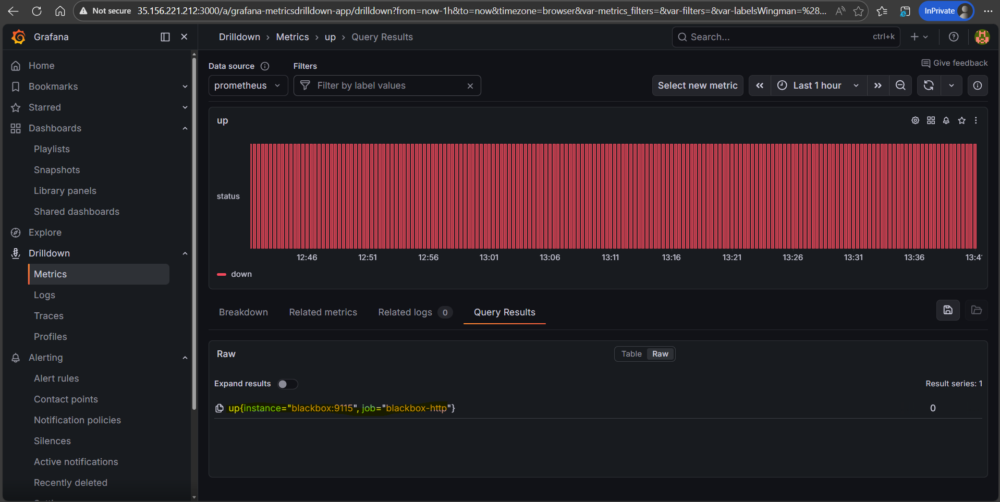 Not secure 35.156.221.212:3000/a/grafana-metricsdrilldown-app/drilldown?from=now-1h&to=now&timezone=browser&var-metrics_filters=&var-filters=&var-labelsWingman=%28... InPrivate
Grafana
Drilldown › Metrics › up › Query Results
Search... ctrl+k
Home
Bookmarks
Starred
Dashboards
Playlists
Snapshots
Library panels
Shared dashboards
Explore
Drilldown
Metrics
Logs
Traces
Profiles
Alerting
Alert rules
Contact points
Notification policies
Silences
Active notifications
Recently deleted
Give feedback
Data source Filters
prometheus Filter by label values Select new metric Last 1 hour
up
status
12:46 12:51 12:56 13:01 13:06 13:11 13:16 13:21 13:26 13:31 13:36
down
Breakdown Related metrics Related logs 0 Query Results
Raw Table Raw
Expand results Result series: 1
up{instance="blackbox:9115", job="blackbox-http"} 0